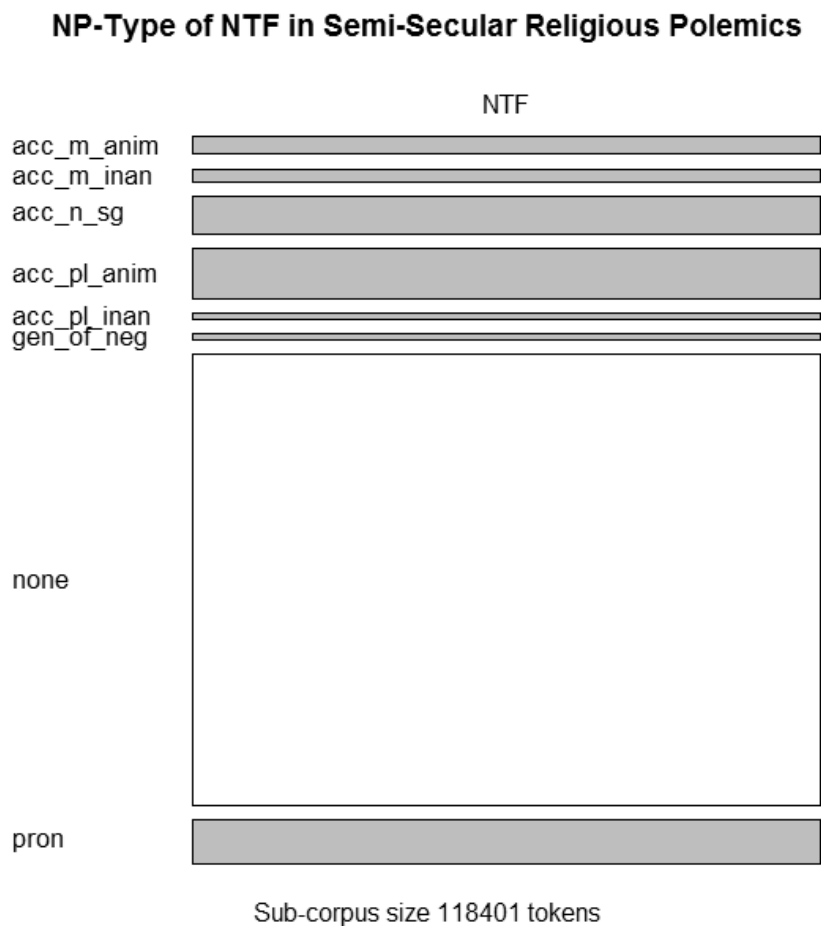 NP-Type of NTF in Semi-Secular Religious Polemics
NTF
acc_m_anim
acc_m_inan
acc_n_sg
acc_pl_anim
acc_pl_inan
gen_of_neg
none
pron
Sub-corpus size 118401 tokens